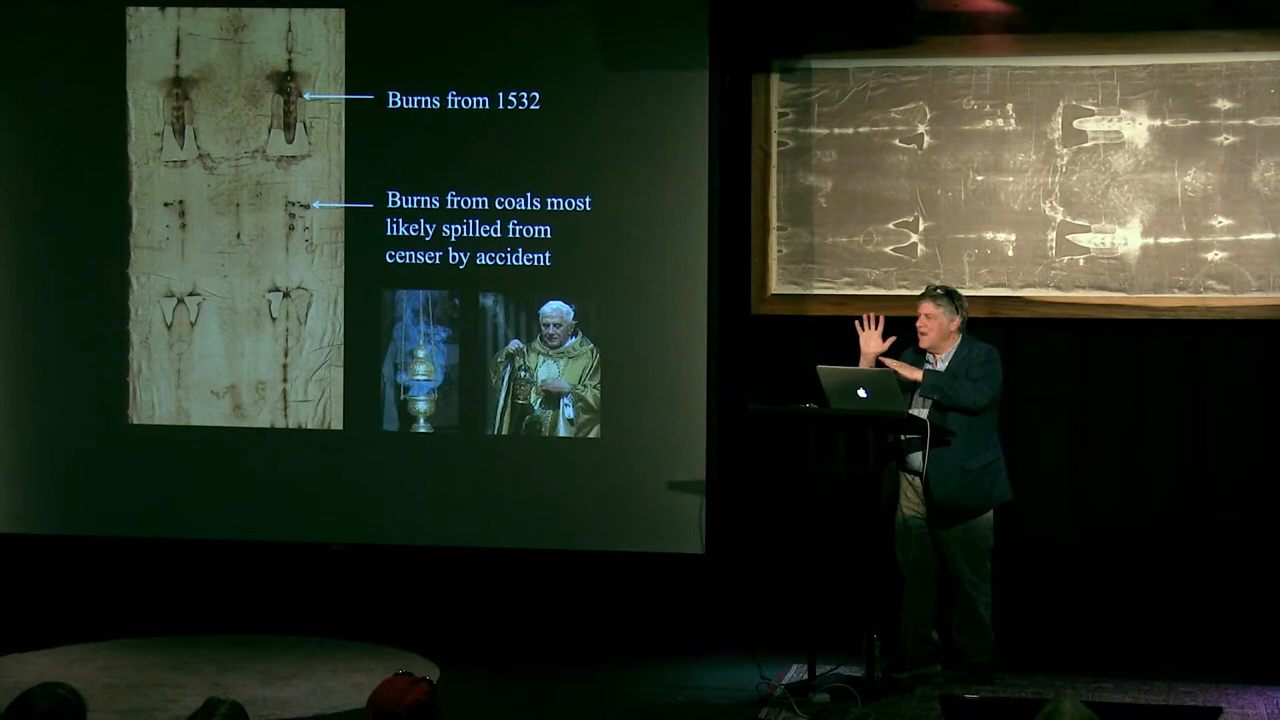 Burns from 1532
Burns from coals most
likely spilled from
censer by accident